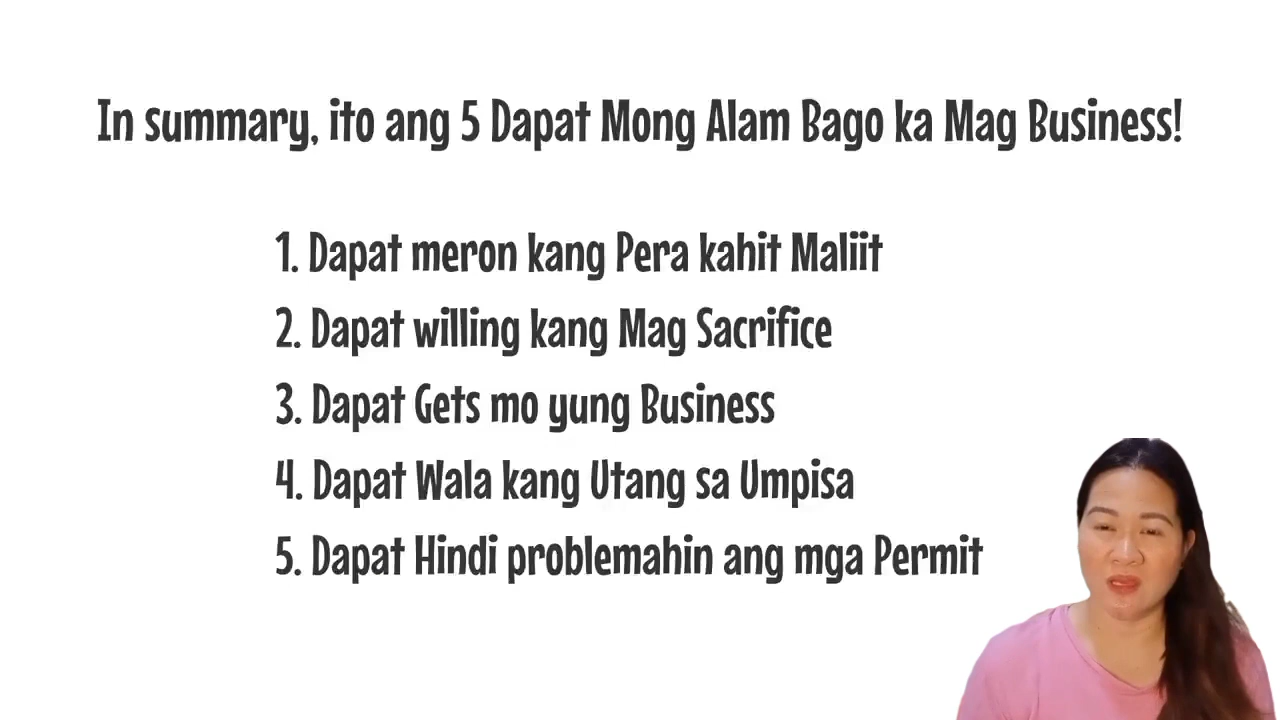 In summary, ito ang 5 Dapat Mong Alam Bago ka Mag Business!
1. Dapat meron kang Pera kahit Maliit
2. Dapat willing kang Mag Sacrifice
3. Dapat Gets mo yung Business
4. Dapat Wala kang Utang sa Umpisa
5. Dapat Hindi problemahin ang mga Permit